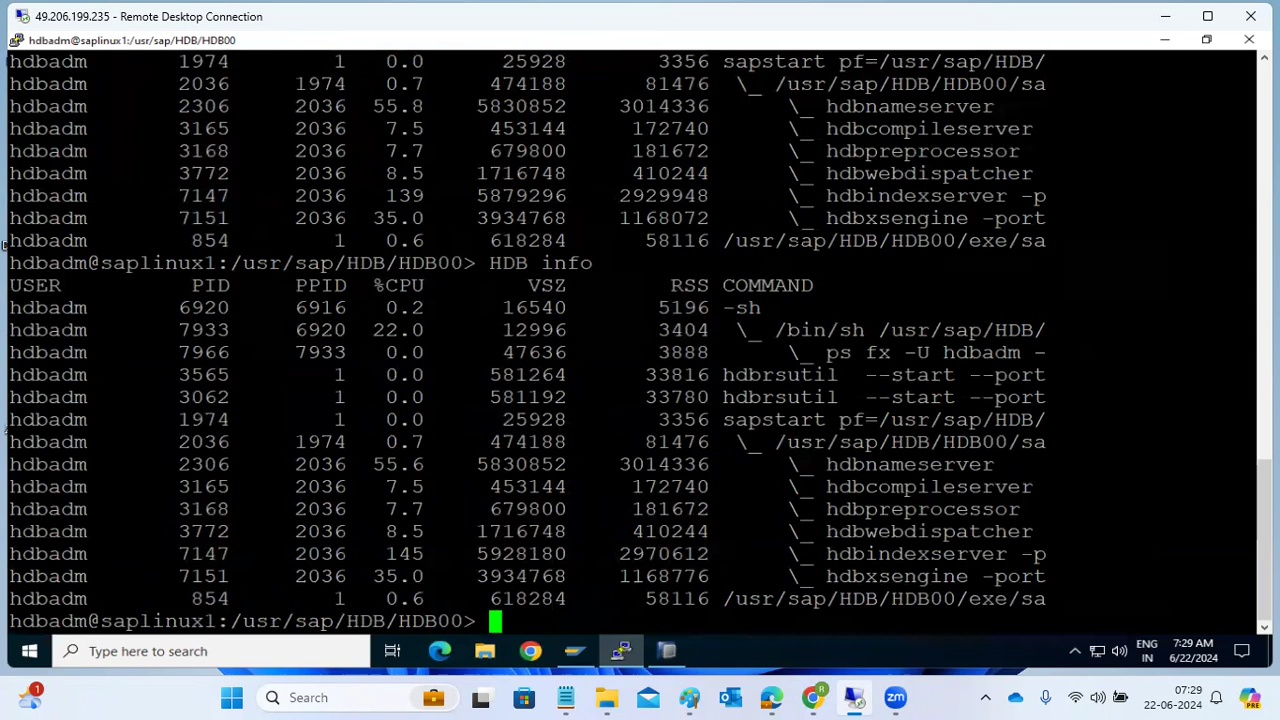 49.206.199.235 - Remote Desktop Connection
hdbadm@saplinux1:/usr/sap/HDB/HDB00
hdbadm 1974 1 0.0 25928 3356 sapstart pf=/usr/sap/HDB/
hdbadm 2036 1974 0.7 474188 81476 \_ /usr/sap/HDB/HDB00/sa
hdbadm 2306 2036 55.8 5830852 3014336 \_ hdbnameserver
hdbadm 3165 2036 7.5 453144 172740 \_ hdbcompileserver
hdbadm 3168 2036 7.7 679800 181672 \_ hdbpreprocessor
hdbadm 3772 2036 8.5 1716748 410244 \_ hdbwebdispatcher
hdbadm 7147 2036 139 5879296 2929948 \_ hdbindexserver -p
hdbadm 7151 2036 35.0 3934768 1168072 \_ hdbxsengine -port
hdbadm 854 1 0.6 618284 58116 /usr/sap/HDB/HDB00/exe/sa
hdbadm@saplinux1:/usr/sap/HDB/HDB00> HDB info
USER PID PPID %CPU VSZ RSS COMMAND
hdbadm 6920 6916 0.2 16540 5196 -sh
hdbadm 7933 6920 22.0 12996 3404 \_ /bin/sh /usr/sap/HDB/
hdbadm 7966 7933 0.0 47636 3888 \_ ps fx -U hdbadm -
hdbadm 3565 1 0.0 581264 33816 hdbrsutil --start --port
hdbadm 3062 1 0.0 581192 33780 hdbrsutil --start --port
hdbadm 1974 1 0.0 25928 3356 sapstart pf=/usr/sap/HDB/
hdbadm 2036 1974 0.7 474188 81476 \_ /usr/sap/HDB/HDB00/sa
hdbadm 2306 2036 55.6 5830852 3014336 \_ hdbnameserver
hdbadm 3165 2036 7.5 453144 172740 \_ hdbcompileserver
hdbadm 3168 2036 7.7 679800 181672 \_ hdbpreprocessor
hdbadm 3772 2036 8.5 1716748 410244 \_ hdbwebdispatcher
hdbadm 7147 2036 145 5928180 2970612 \_ hdbindexserver -p
hdbadm 7151 2036 35.0 3934768 1168776 \_ hdbxsengine -port
hdbadm 854 1 0.6 618284 58116 /usr/sap/HDB/HDB00/exe/sa
hdbadm@saplinux1:/usr/sap/HDB/HDB00>
Type here to search
ENG 7:29 AM
IN 6/22/2024
1
Search
R
zm
07:29
22-06-2024
PRE